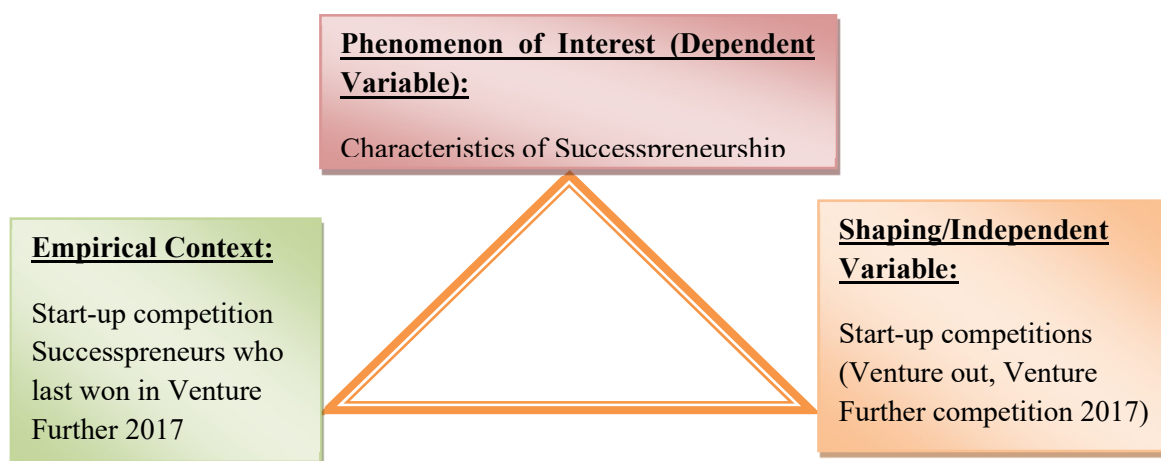 Phenomenon of Interest (Dependent
Variable):
Characteristics of Successpreneurship
Empirical Context:
Start-up competition
Successpreneurs who
last won in Venture
Further 2017
Shaping/Independent
Variable:
Start-up competitions
(Venture out, Venture
Further competition 2017)